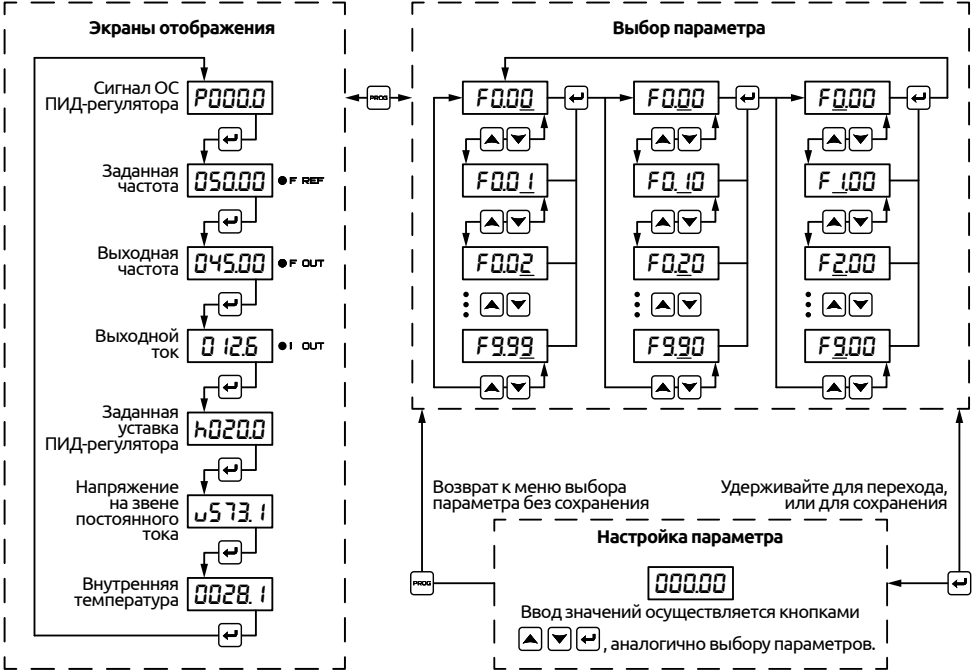 Экраны отображения
Сигнал ОС
ПИД-регулятора
P000.0
Заданная
частота
050.00
F REF
Выходная
частота
045.00
F OUT
Выходной
ток
012.6
I OUT
Заданная
уставка
ПИД-регулятора
h020.0
Напряжение
на звене
постоянного
тока
u573.1
Внутренняя
температура
0028.1
PROG
Выбор параметра
F0.00 F0.00 F0.00
F0.01 F0.10 F1.00
F0.02 F0.20 F2.00
F9.99 F9.90 F9.00
Возврат к меню выбора
параметра без сохранения
Удерживайте для перехода,
или для сохранения
PROG
Настройка параметра
000.00
Ввод значений осуществляется кнопками
, аналогично выбору параметров.